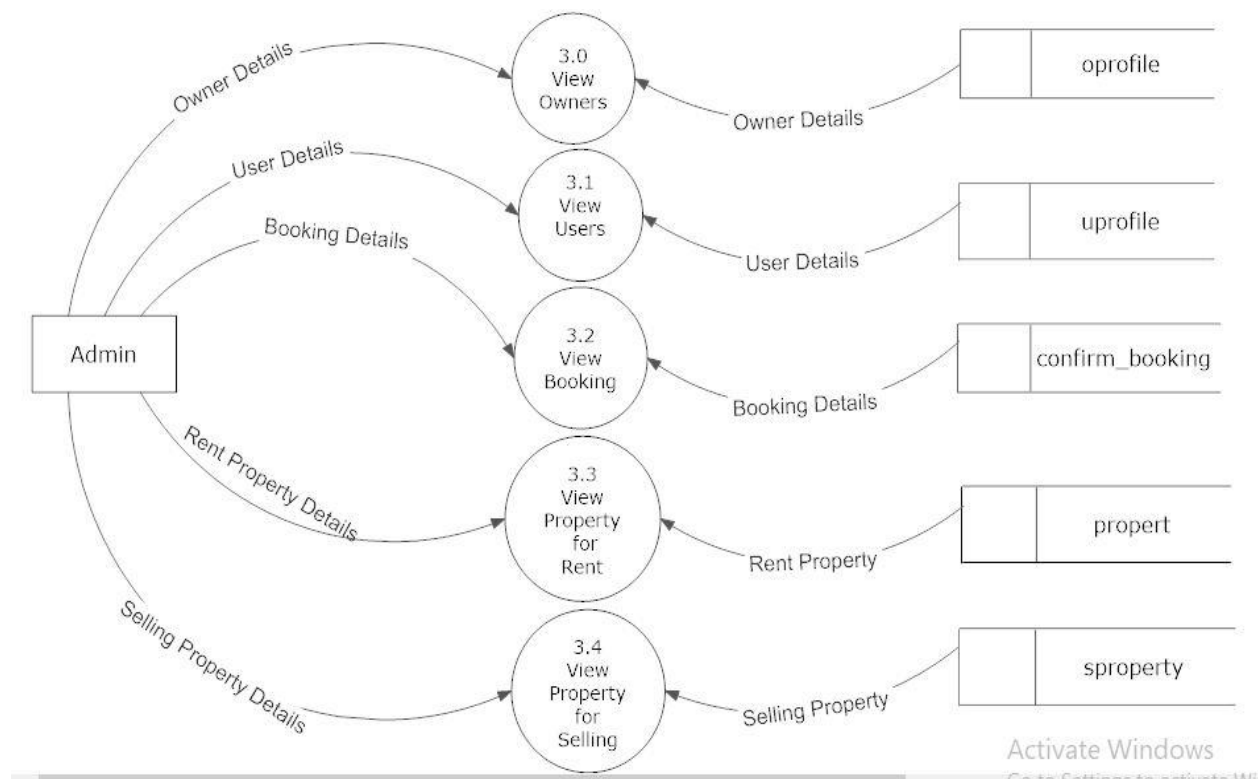 Owner Details
3.0
View
Owners
Owner Details
oprofile
User Details
3.1
View
Users
User Details
uprofile
Booking Details
3.2
View
Booking
Booking Details
confirm_booking
Admin
Rent Property Details
3.3
View
Property
for
Rent
Rent Property
propert
Selling Property Details
3.4
View
Property
for
Selling
Selling Property
sproperty
Activate Windows